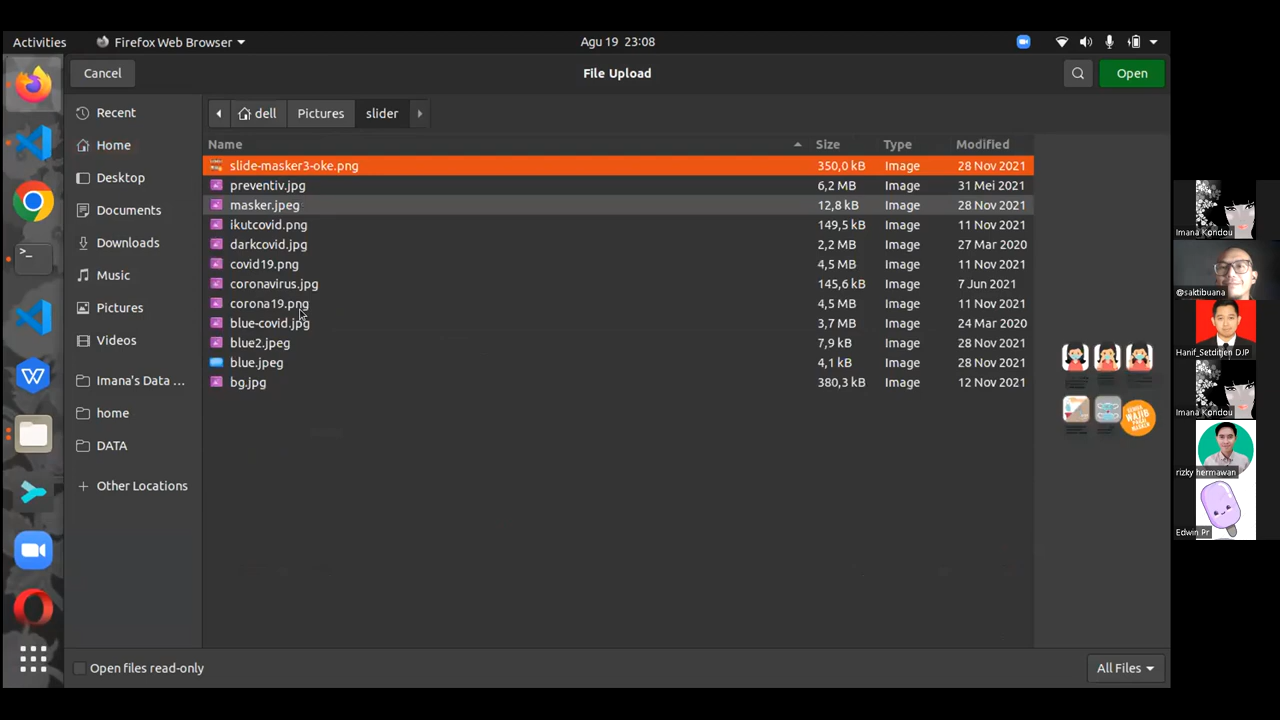 Activities Firefox Web Browser Agu 19 23:08
Cancel File Upload Open
Recent
Home
Desktop
Documents
Downloads
Music
Pictures
Videos
Imana's Data ...
home
DATA
Other Locations
dell Pictures slider
Name Size Type Modified
slide-masker3-oke.png 350,0 kB Image 28 Nov 2021
preventiv.jpg 6,2 MB Image 31 Mei 2021
masker.jpeg 12,8 kB Image 28 Nov 2021
ikutcovid.png 149,5 kB Image 11 Nov 2021
darkcovid.jpg 2,2 MB Image 27 Mar 2020
covid19.png 4,5 MB Image 11 Nov 2021
coronavirus.jpg 145,6 kB Image 7 Jun 2021
corona19.png 4,5 MB Image 11 Nov 2021
blue-covid.jpg 3,7 MB Image 24 Mar 2020
blue2.jpeg 7,9 kB Image 28 Nov 2021
blue.jpeg 4,1 kB Image 28 Nov 2021
bg.jpg 380,3 kB Image 12 Nov 2021
WAJIB
Open files read-only All Files
Imana Kondou
@saktibuana
Hanif_Setditjen DJP
Imana Kondou
rizky hermawan
Edwin Pr